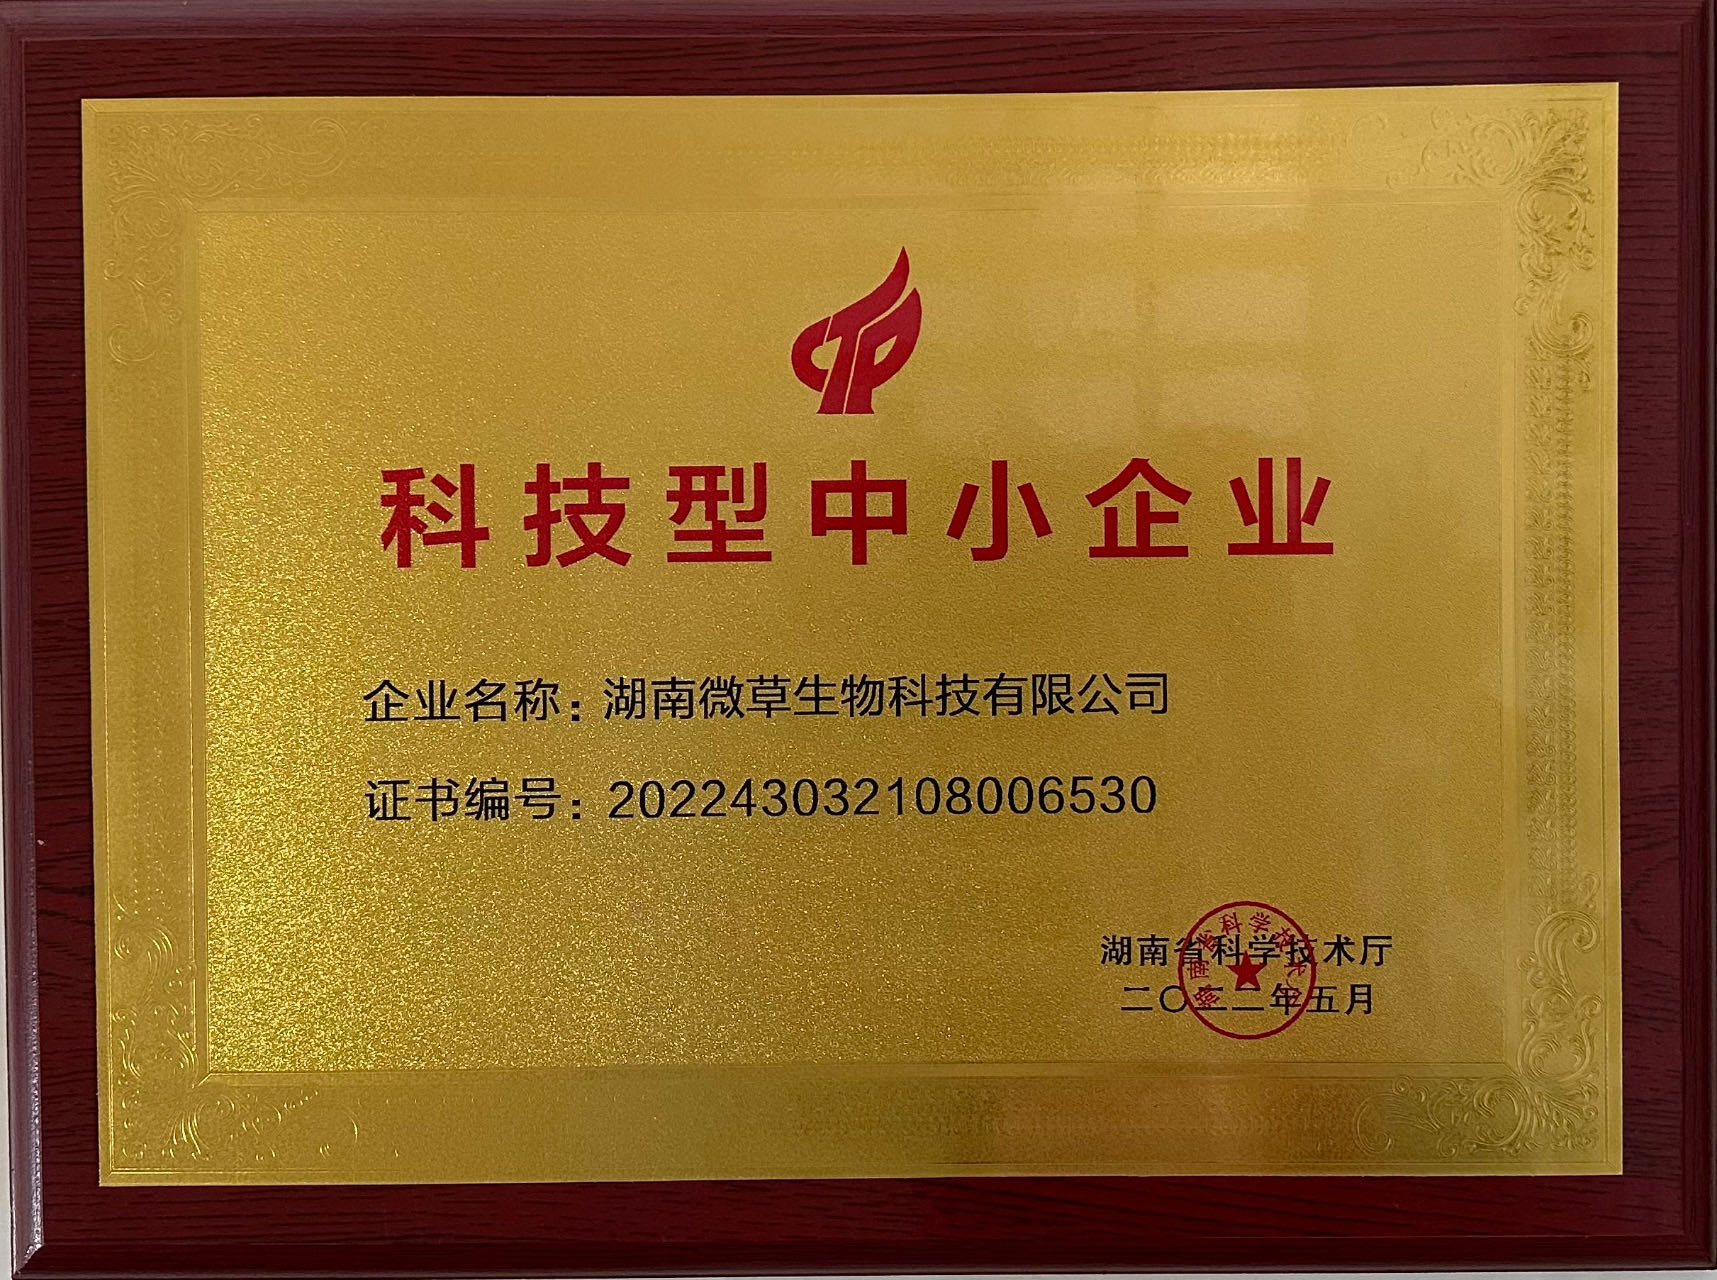 科技型中小企业
企业名称：湖南微草生物科技有限公司
证书编号：202243032108006530
湖南省科学技术厅
二〇二二年五月